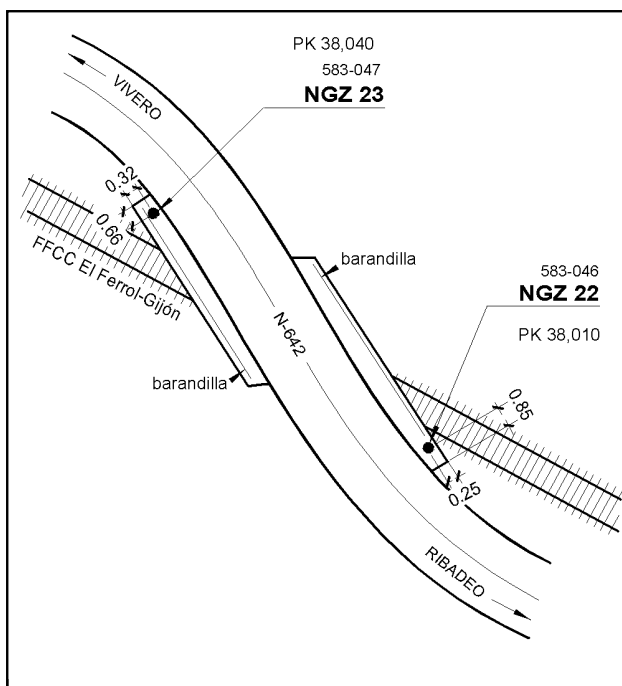 PK 38,040
583-047
NGZ 23
VIVERO
0.32
0.66
FFCC El Ferrol-Gijón
barandilla
583-046
NGZ 22
PK 38,010
N-642
barandilla
0.85
0.25
RIBADEO